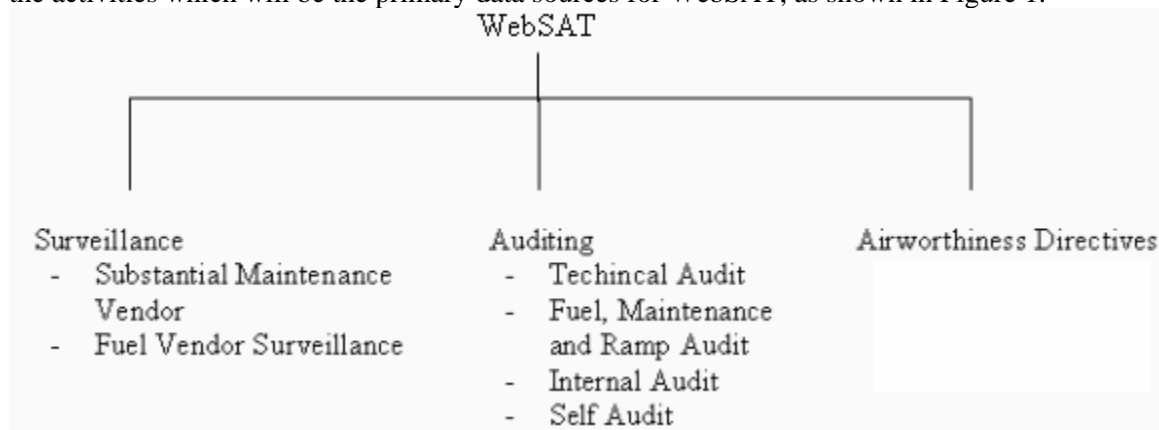 the activities which will be the primary data sources for WebSAT, as shown in Figure 1.
WebSAT
Surveillance
- Substantial Maintenance
Vendor
- Fuel Vendor Surveillance
Auditing
- Techincal Audit
- Fuel, Maintenance
and Ramp Audit
- Internal Audit
- Self Audit
Airworthiness Directives